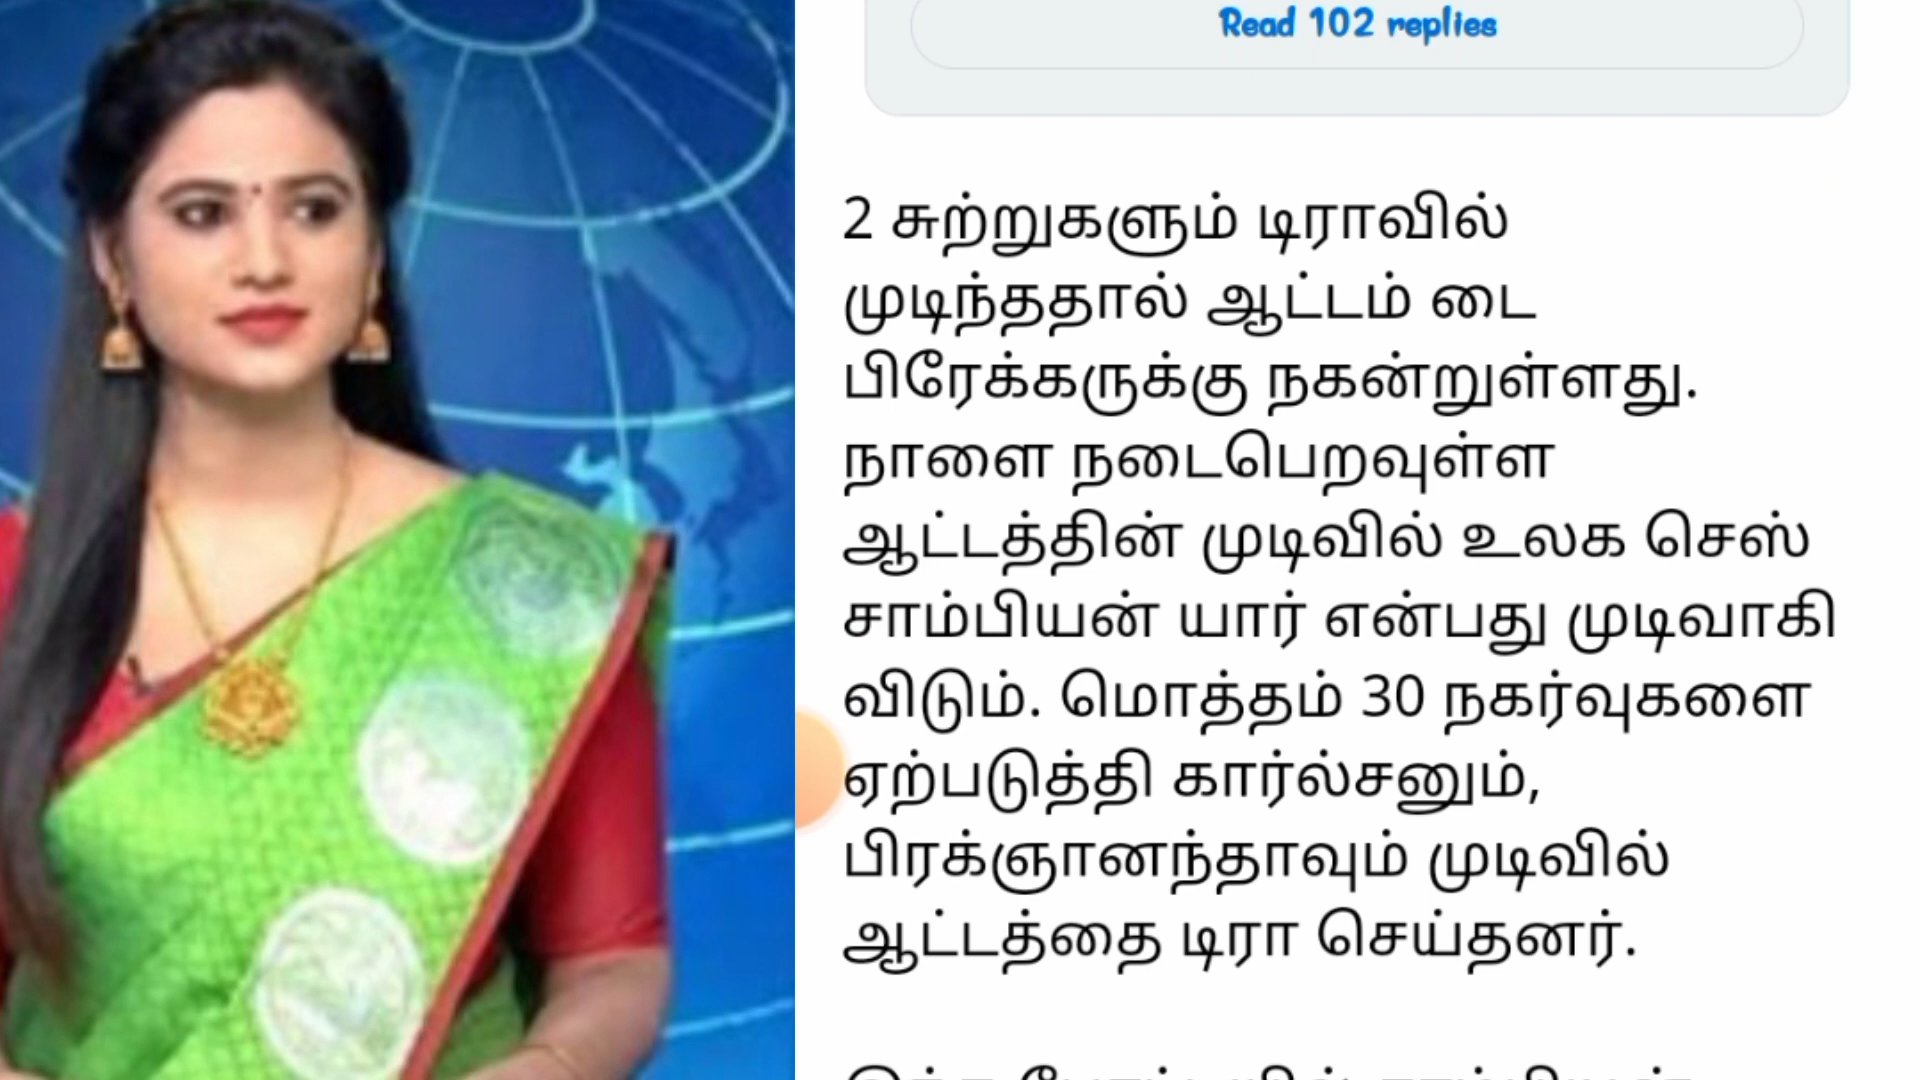 Read 102 replies
2 சுற்றுகளும் டிராவில்
முடிந்ததால் ஆட்டம் டை
பிரேக்கருக்கு நகன்றுள்ளது.
நாளை நடைபெறவுள்ள
ஆட்டத்தின் முடிவில் உலக செஸ்
சாம்பியன் யார் என்பது முடிவாகி
விடும். மொத்தம் 30 நகர்வுகளை
ஏற்படுத்தி கார்ல்சனும்,
பிரக்ஞானந்தாவும் முடிவில்
ஆட்டத்தை டிரா செய்தனர்.